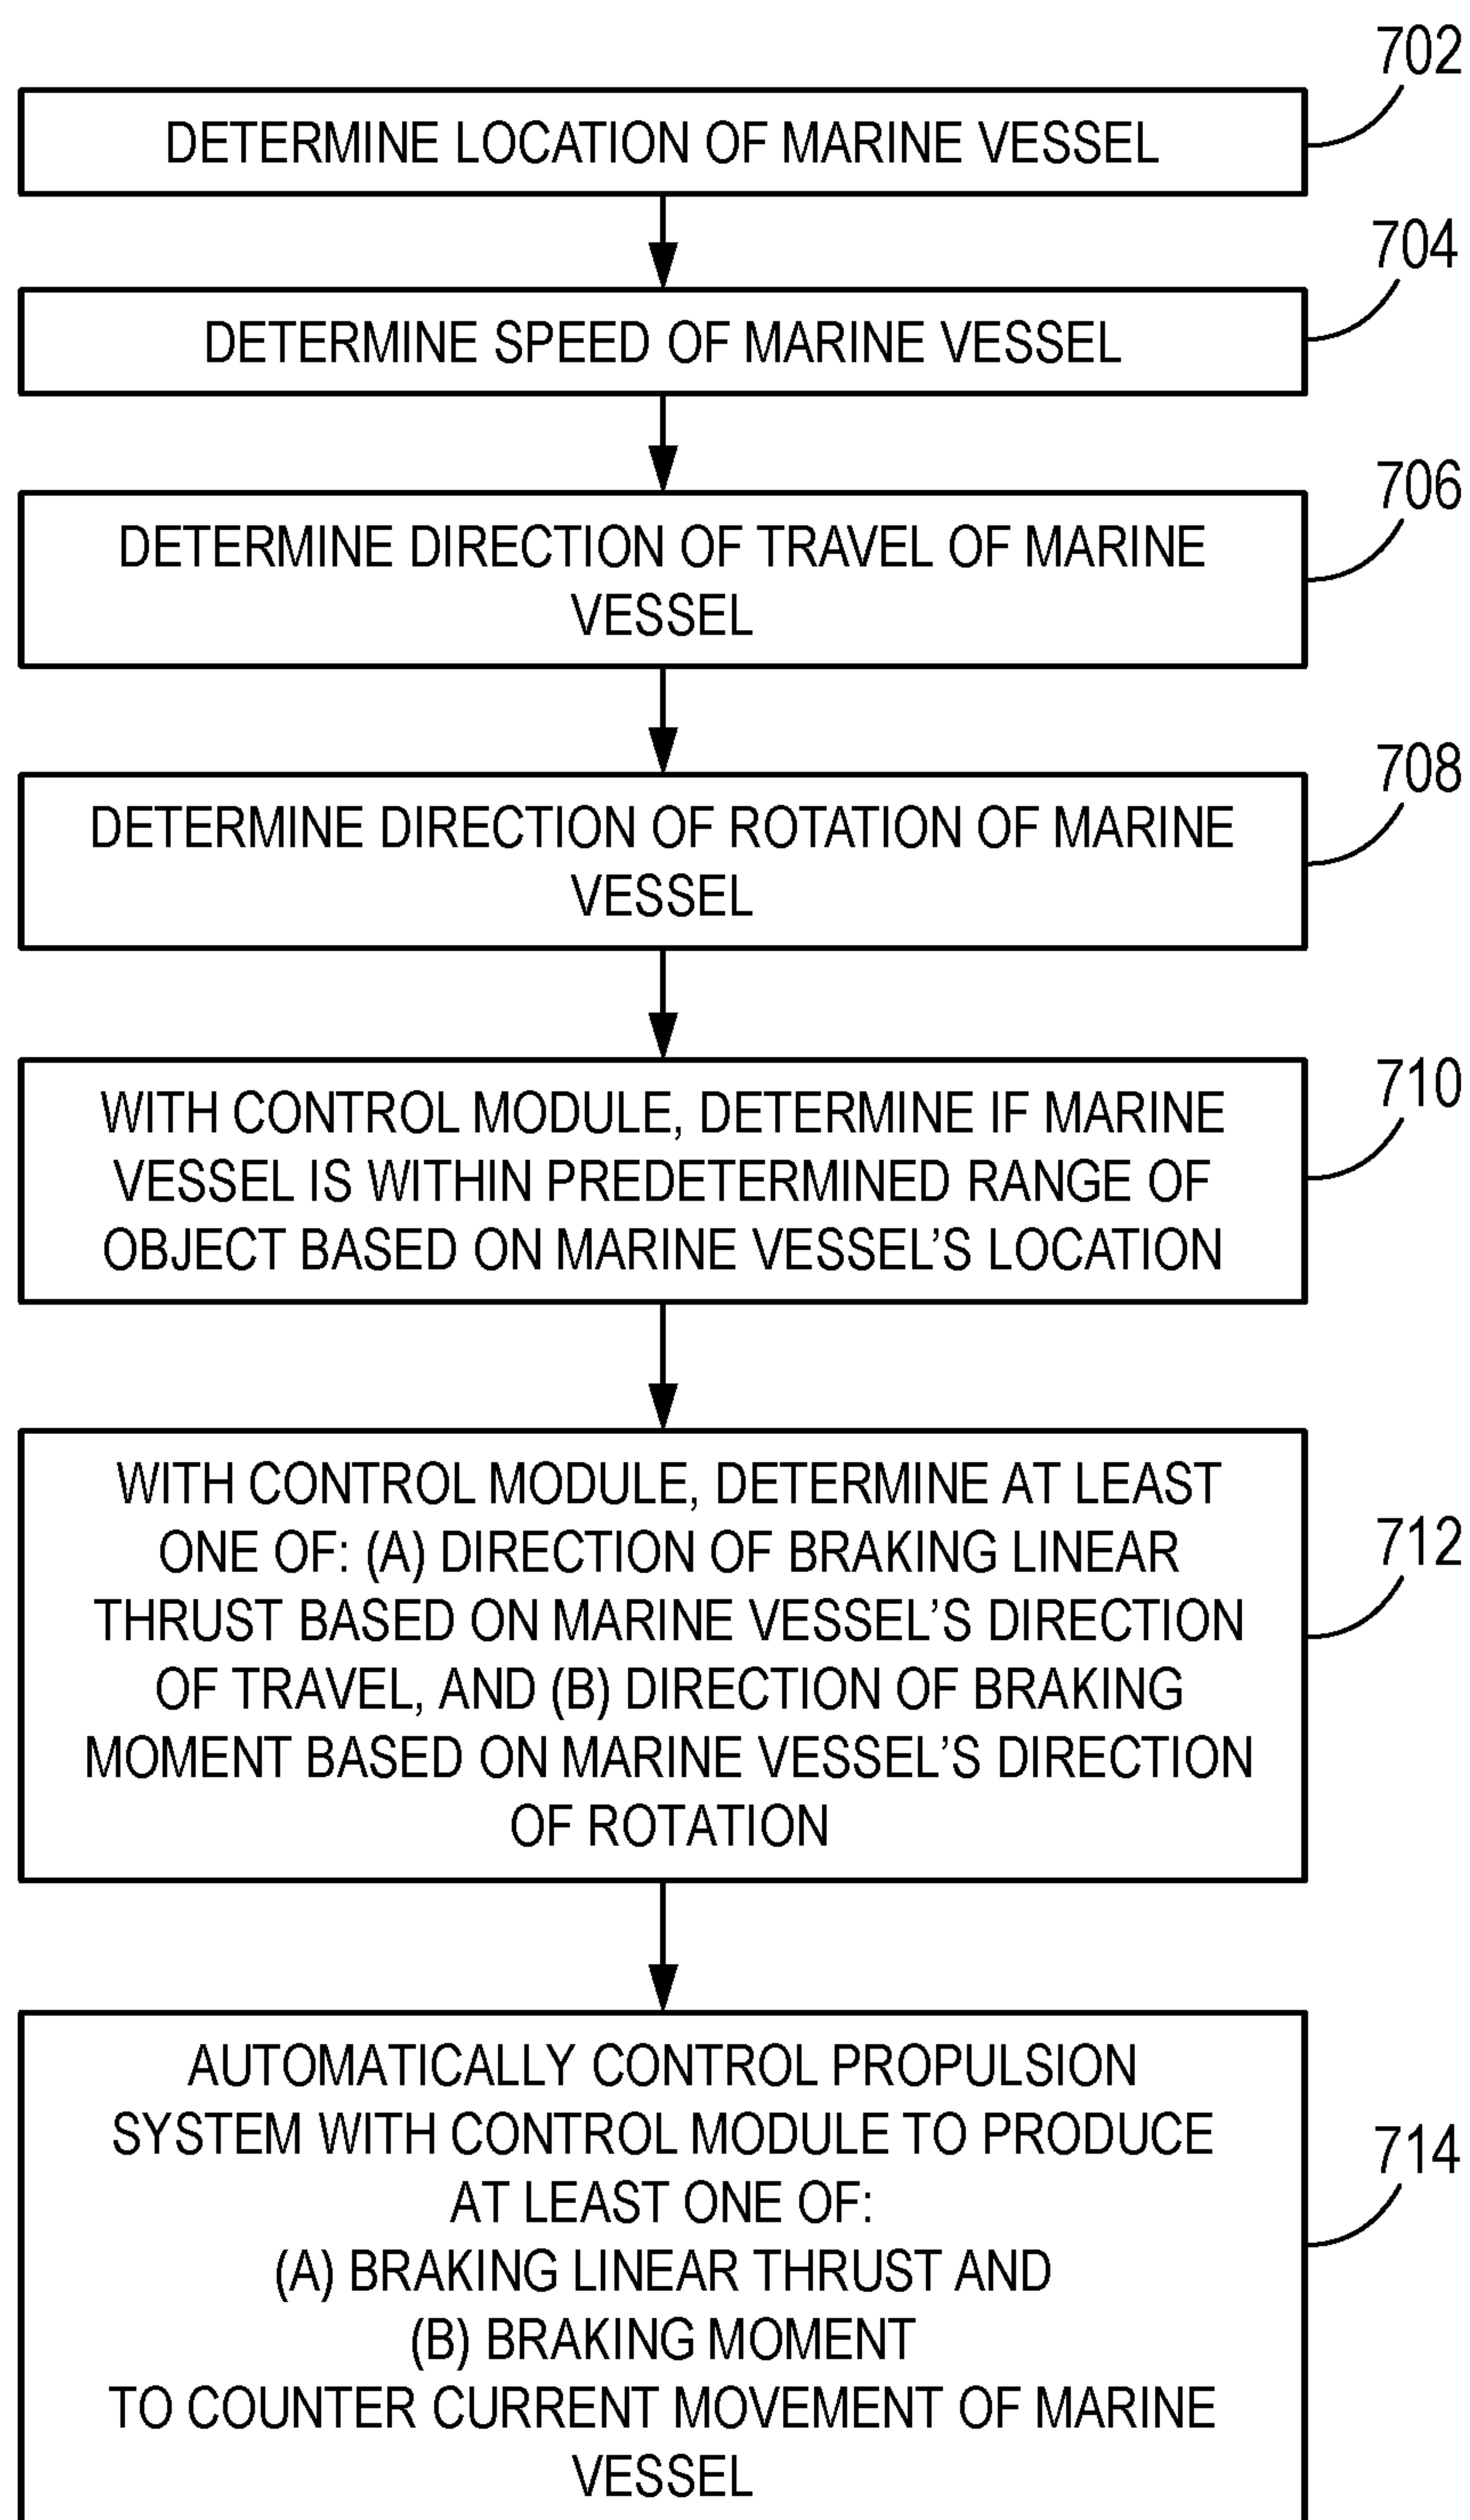 702
DETERMINE LOCATION OF MARINE VESSEL
704
DETERMINE SPEED OF MARINE VESSEL
706
DETERMINE DIRECTION OF TRAVEL OF MARINE
VESSEL
708
DETERMINE DIRECTION OF ROTATION OF MARINE
VESSEL
710
WITH CONTROL MODULE, DETERMINE IF MARINE
VESSEL IS WITHIN PREDETERMINED RANGE OF
OBJECT BASED ON MARINE VESSEL’S LOCATION
712
WITH CONTROL MODULE, DETERMINE AT LEAST
ONE OF: (A) DIRECTION OF BRAKING LINEAR
THRUST BASED ON MARINE VESSEL’S DIRECTION
OF TRAVEL, AND (B) DIRECTION OF BRAKING
MOMENT BASED ON MARINE VESSEL’S DIRECTION
OF ROTATION
714
AUTOMATICALLY CONTROL PROPULSION
SYSTEM WITH CONTROL MODULE TO PRODUCE
AT LEAST ONE OF:
(A) BRAKING LINEAR THRUST AND
(B) BRAKING MOMENT
TO COUNTER CURRENT MOVEMENT OF MARINE
VESSEL